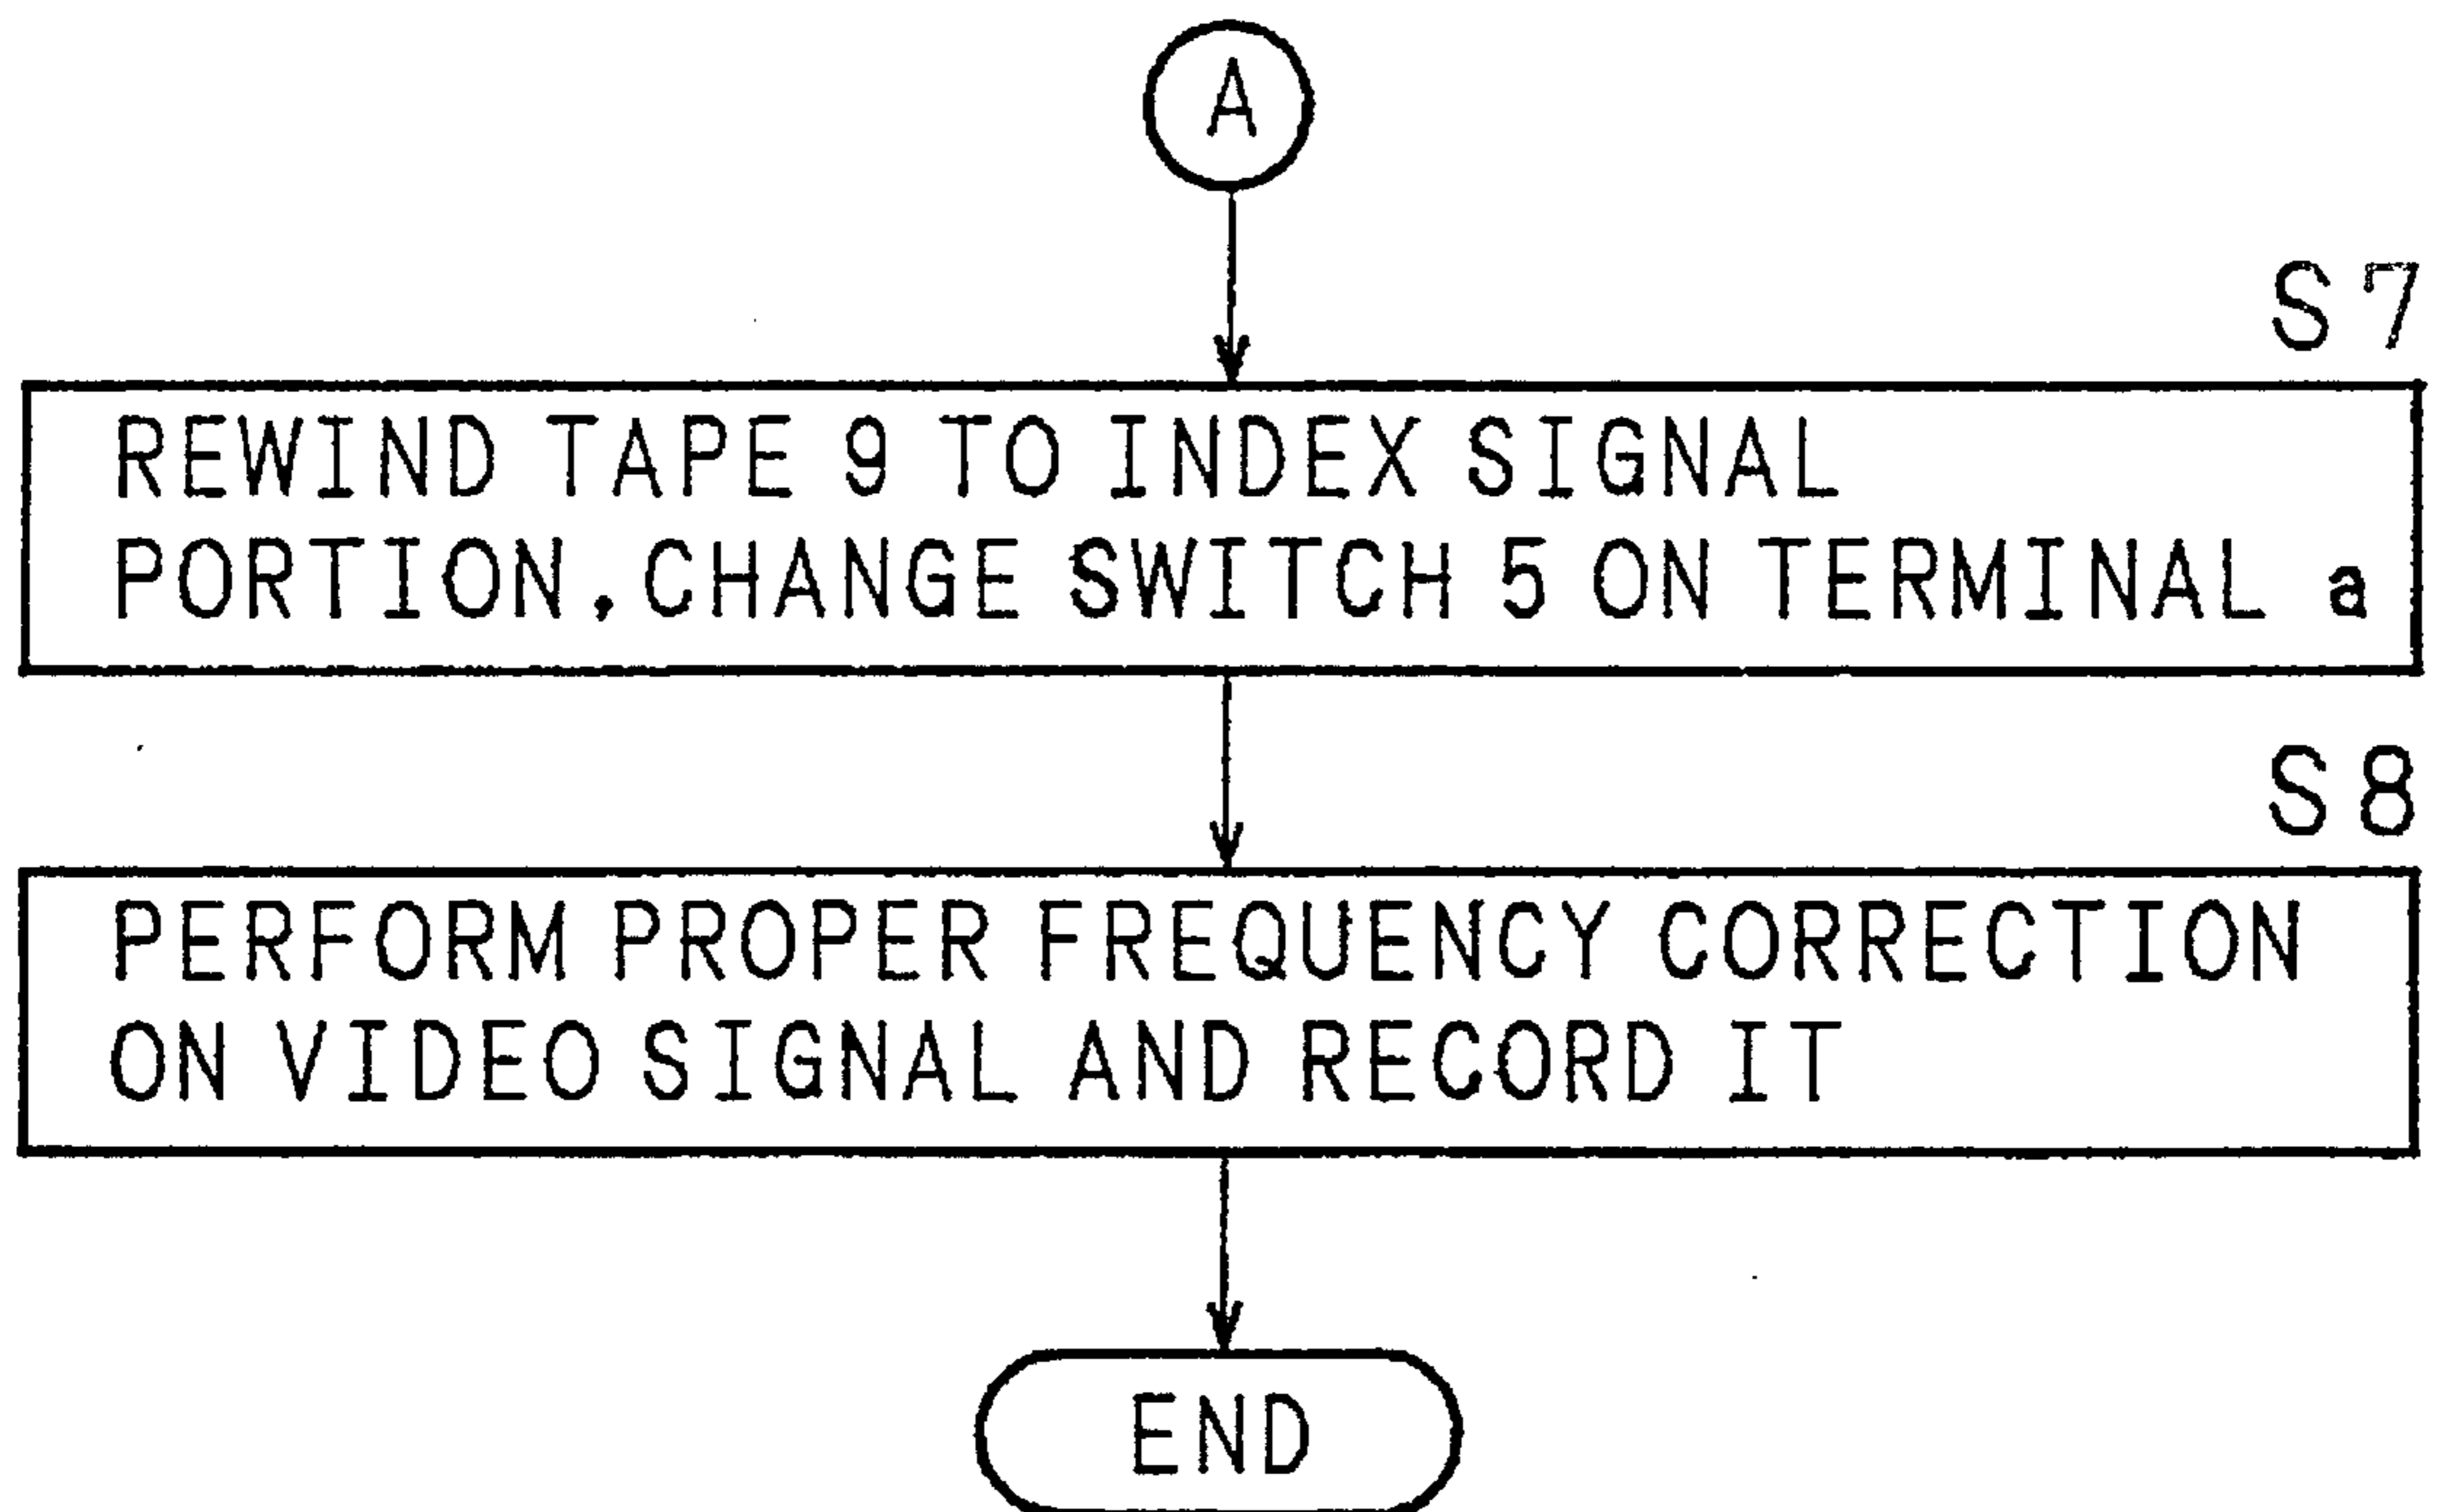 A
S7
REWIND TAPE 9 TO INDEX SIGNAL
PORTION, CHANGE SWITCH 5 ON TERMINAL a
S8
PERFORM PROPER FREQUENCY CORRECTION
ON VIDEO SIGNAL AND RECORD IT
END